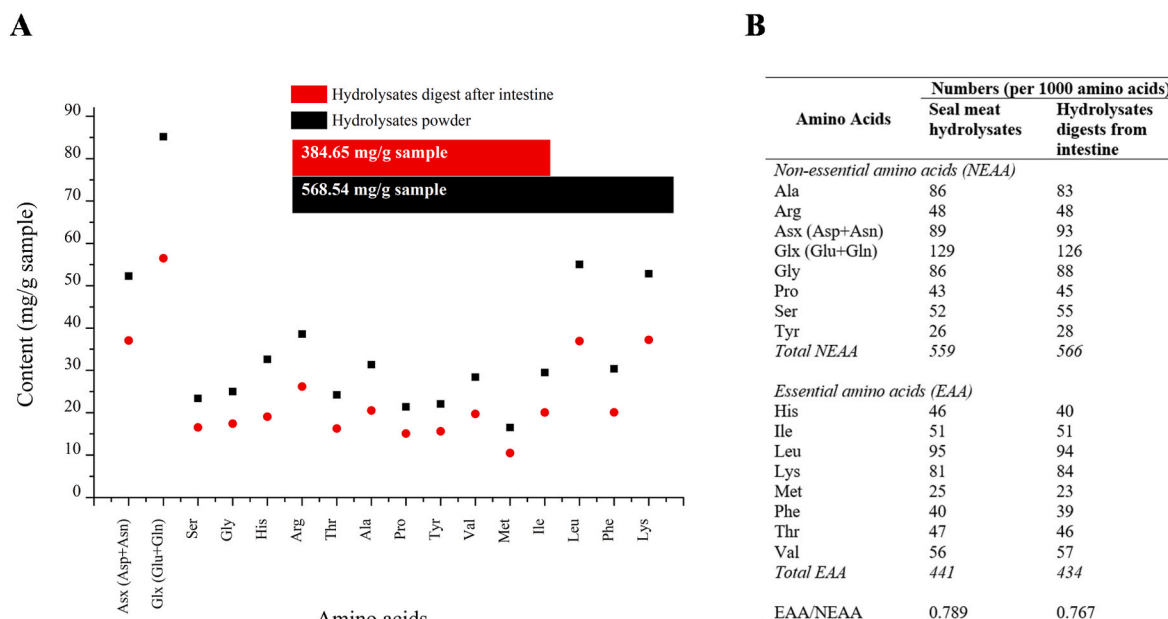 A
Hydrolysates digest after intestine
Hydrolysates powder
384.65 mg/g sample
568.54 mg/g sample
Content (mg/g sample)
90
80
70
60
50
40
30
20
10
0
Asx (Asp+Asn)
Glx (Glu+Gln)
Ser
Gly
His
Arg
Thr
Ala
Pro
Tyr
Val
Met
Ile
Leu
Phe
Lys
Amino acids
B
Numbers (per 1000 amino acids)
Amino Acids Seal meat hydrolysates Hydrolysates digests from intestine
Non-essential amino acids (NEAA)
Ala 86 83
Arg 48 48
Asx (Asp+Asn) 89 93
Glx (Glu+Gln) 129 126
Gly 86 88
Pro 43 45
Ser 52 55
Tyr 26 28
Total NEAA 559 566
Essential amino acids (EAA)
His 46 40
Ile 51 51
Leu 95 94
Lys 81 84
Met 25 23
Phe 40 39
Thr 47 46
Val 56 57
Total EAA 441 434
EAA/NEAA 0.789 0.767